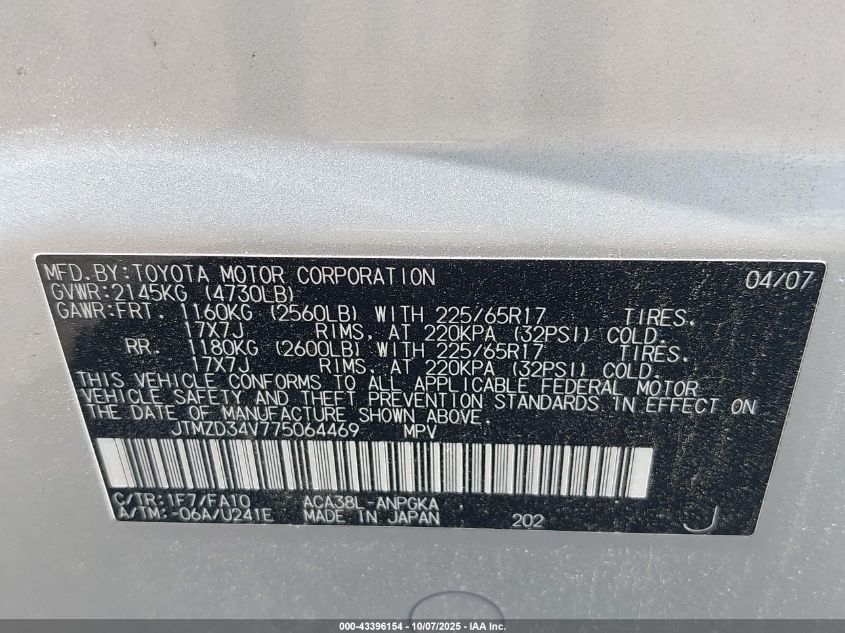 MFD.BY:TOYOTA MOTOR CORPORATION 04/07
GVWR:2145KG (4730LB)
GAWR:FRT. 1160KG (2560LB) WITH 225/65R17 TIRES.
17X7J RIMS, AT 220KPA (32PSI) COLD.
RR. 1180KG (2600LB) WITH 225/65R17 TIRES.
17X7J RIMS, AT 220KPA (32PSI) COLD.
THIS VEHICLE CONFORMS TO ALL APPLICABLE FEDERAL MOTOR
VEHICLE SAFETY AND THEFT PREVENTION STANDARDS IN EFFECT ON
THE DATE OF MANUFACTURE SHOWN ABOVE.
JTMZD34V775064469 MPV
C/TR:1F7/FA10 ACA38L-ANPGKA
A/TM:-06A/U241E MADE IN JAPAN 202 J
000-43396154 - 10/07/2025 - IAA Inc.